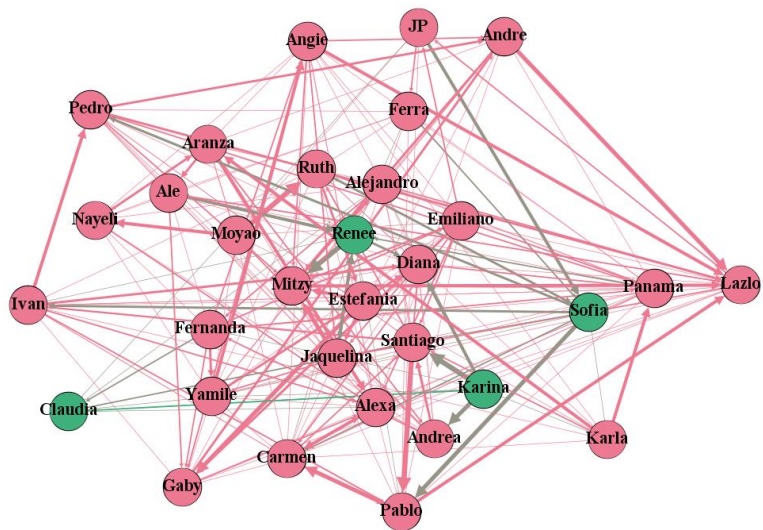 JP
Andre
Angie
Pedro
Ferra
Aranza
Ruth
Alejandro
Ale
Nayeli
Moyao
Renee
Emiliano
Diana
Mitzy
Estefania
Panama
Lazlo
Ivan
Sofia
Fernanda
Santiago
Jaquelina
Karina
Yamile
Claudia
Alexa
Andrea
Karla
Carmen
Gaby
Pablo